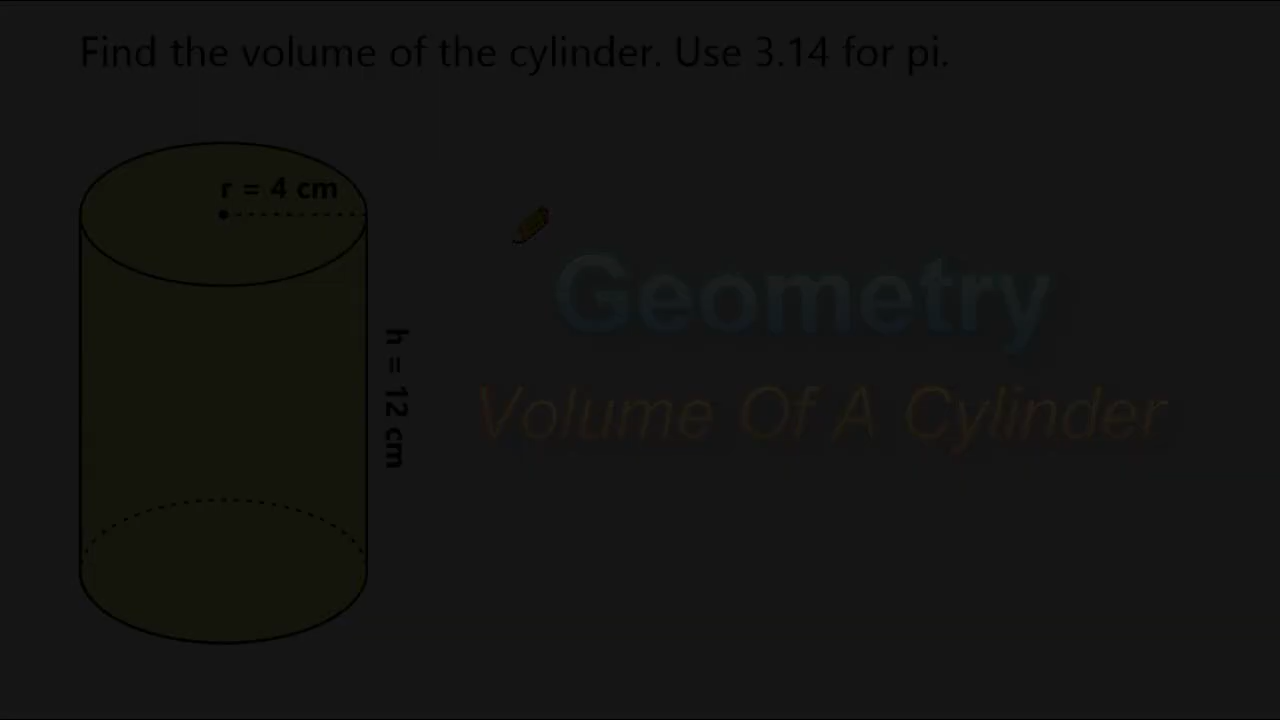 Find the volume of the cylinder. Use 3.14 for pi.
r = 4 cm
h = 12 cm
Geometry
Volume Of A Cylinder